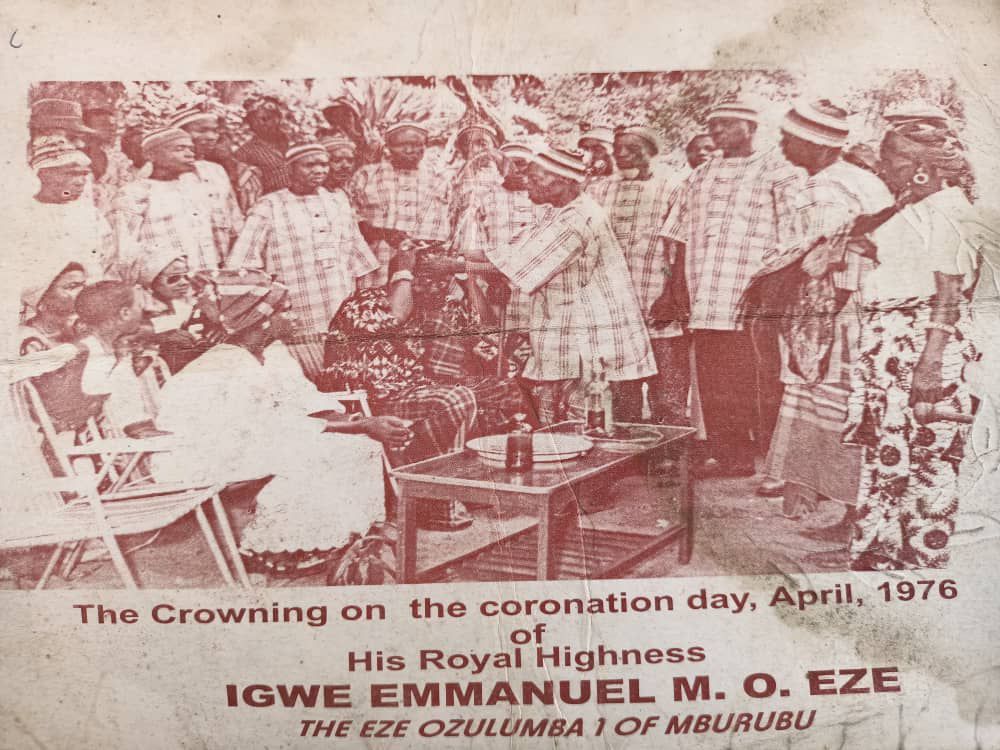 The Crowning on the coronation day, April, 1976
of
His Royal Highness
IGWE EMMANUEL M. O. EZE
THE EZE OZULUMBA 1 OF MBURUBU